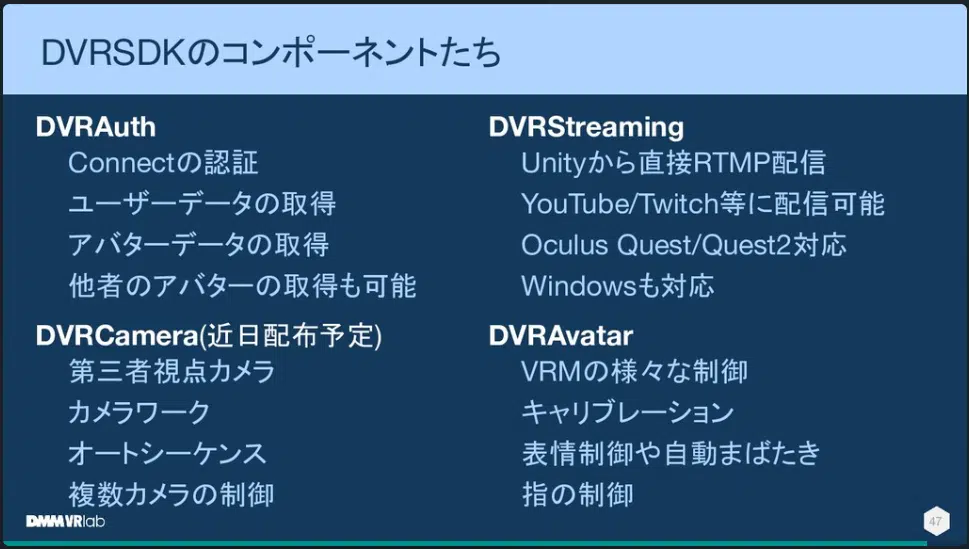 DVRSDKのコンポーネントたち
DVRAuth
Connectの認証
ユーザーデータの取得
アバターデータの取得
他者のアバターの取得も可能
DVRCamera(近日配布予定)
第三者視点カメラ
カメラワーク
オートシーケンス
複数カメラの制御
DVRStreaming
Unityから直接RTMP配信
YouTube/Twitch等に配信可能
Oculus Quest/Quest2対応
Windowsも対応
DVRAvatar
VRMの様々な制御
キャリブレーション
表情制御や自動まばたき
指の制御
DMM VR lab
47